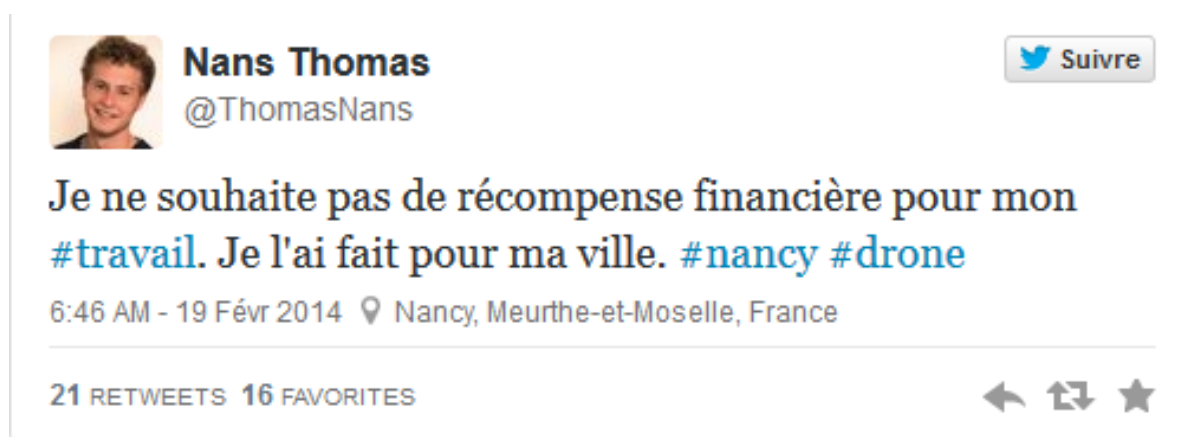 Nans Thomas
Suivre
@ThomasNans
Je ne souhaite pas de récompense financière pour mon
#travail. Je l'ai fait pour ma ville. #nancy #drone
6:46 AM - 19 Févr 2014 Nancy, Meurthe-et-Moselle, France
21 RETWEETS 16 FAVORITES